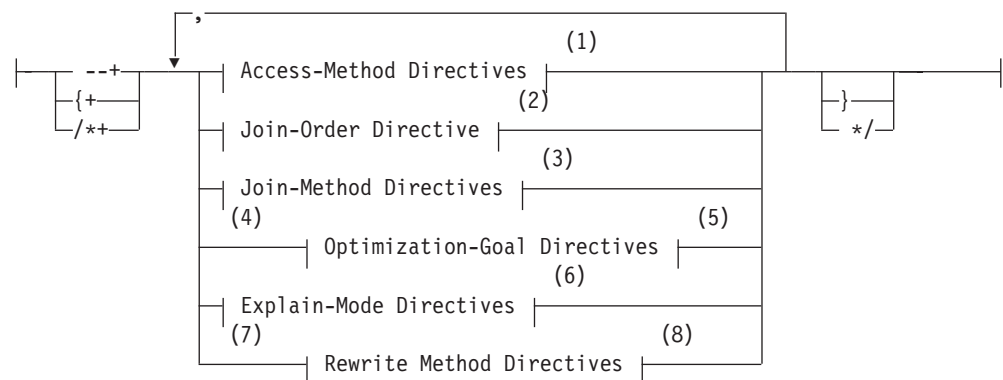 ,
(1)
--+ Access-Method Directives
(2)
{+ }
/*+ Join-Order Directive */
(3)
Join-Method Directives
(4) (5)
Optimization-Goal Directives
(6)
Explain-Mode Directives
(7) (8)
Rewrite Method Directives